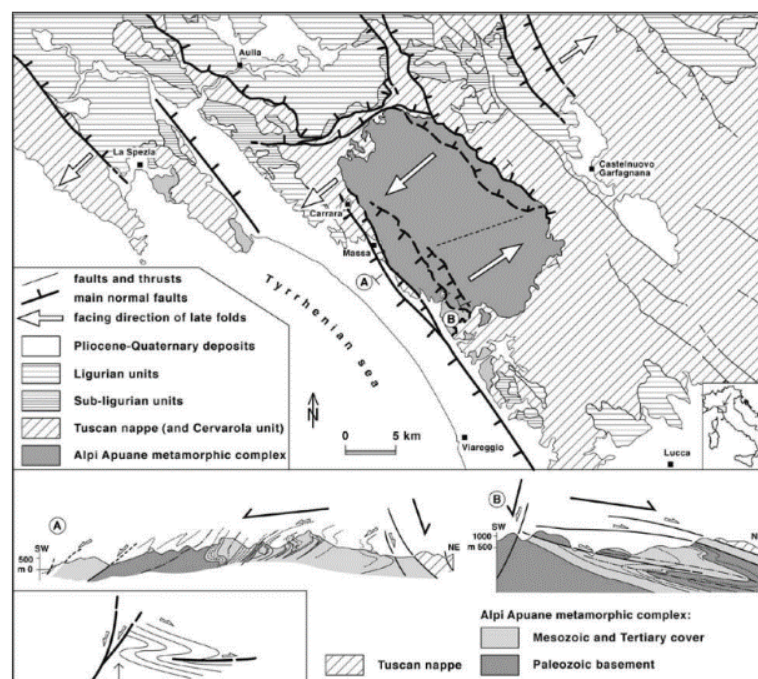 Aulla
La Spezia
Castelnuovo
Garfagnana
Carrara
Massa
A
B
Tyrrhenian sea
faults and thrusts
main normal faults
facing direction of late folds
Pliocene-Quaternary deposits
Ligurian units
Sub-ligurian units
Tuscan nappe (and Cervarola unit)
Alpi Apuane metamorphic complex
N
0 5 km
Viareggio
Lucca
A
SW
500
m 0
NE
B
SW
1000
m 500
N
Alpi Apuane metamorphic complex:
Mesozoic and Tertiary cover
Tuscan nappe
Paleozoic basement